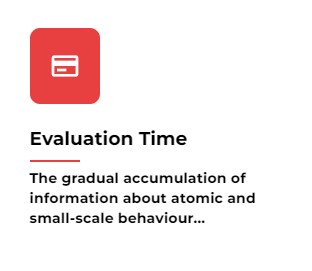 Evaluation Time
The gradual accumulation of
information about atomic and
small-scale behaviour...